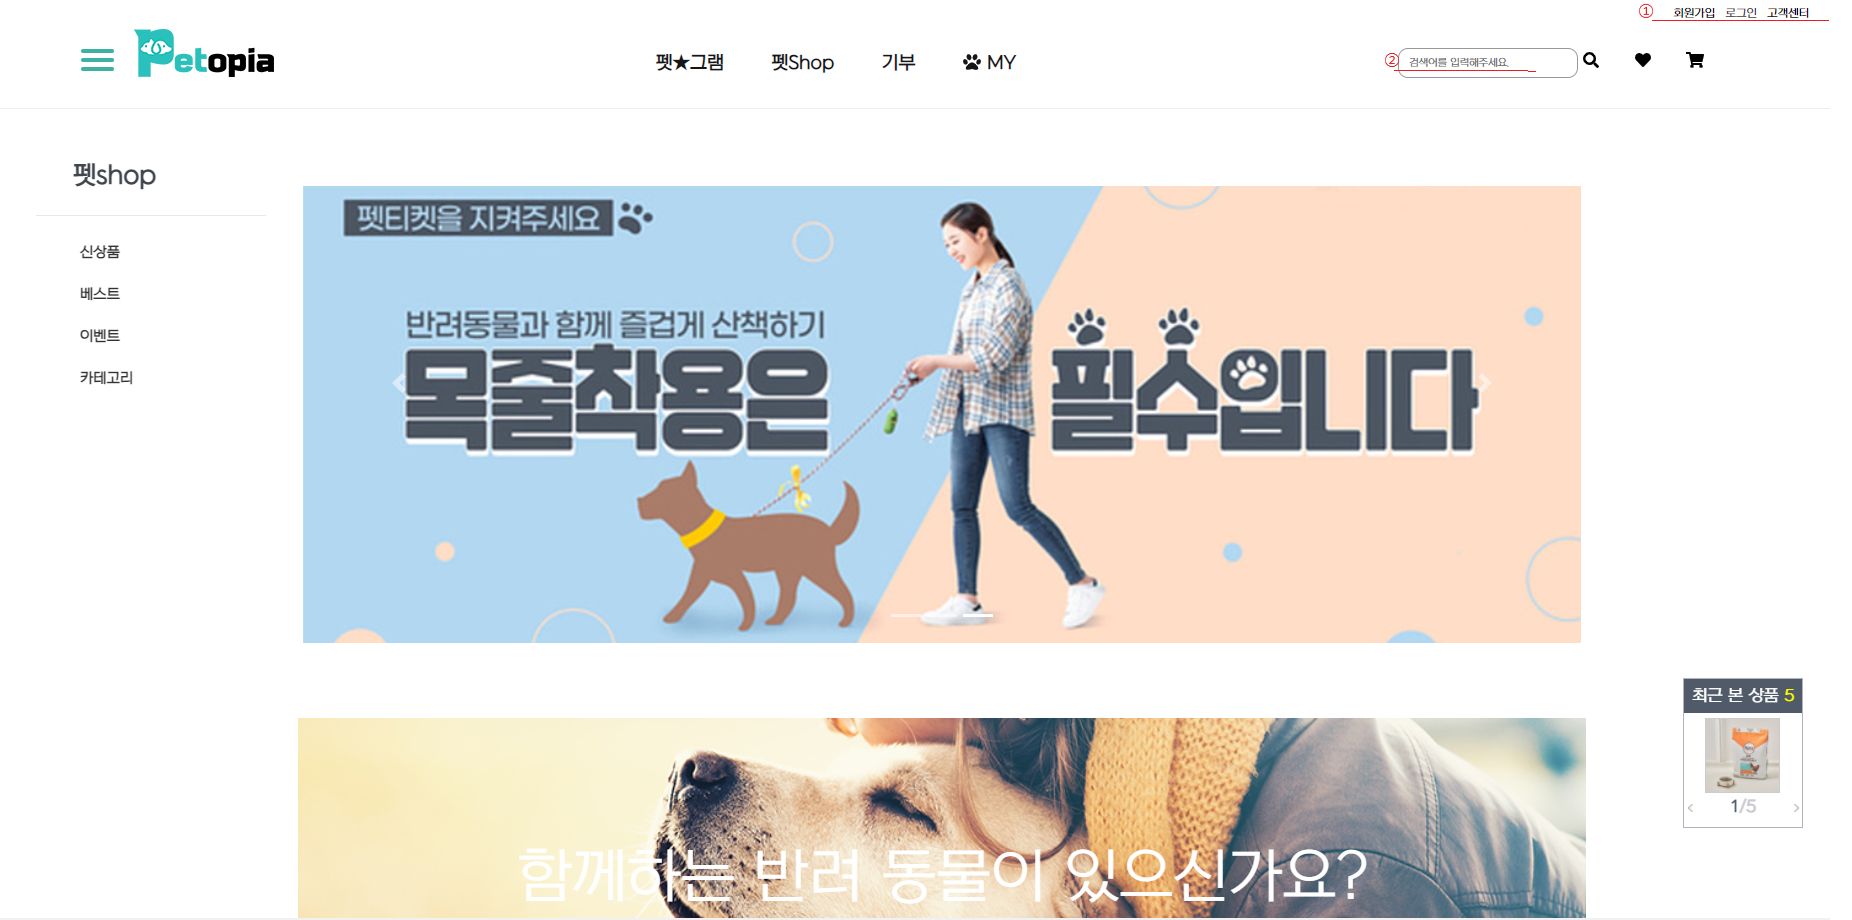 ① 회원가입 로그인 고객센터
Petopia
펫★그램 펫Shop 기부 MY
② 검색어를 입력해주세요.
펫shop
신상품
베스트
이벤트
카테고리
펫티켓을 지켜주세요
반려동물과 함께 즐겁게 산책하기
목줄착용은 필수입니다
최근 본 상품 5
1/5
함께하는 반려 동물이 있으신가요?